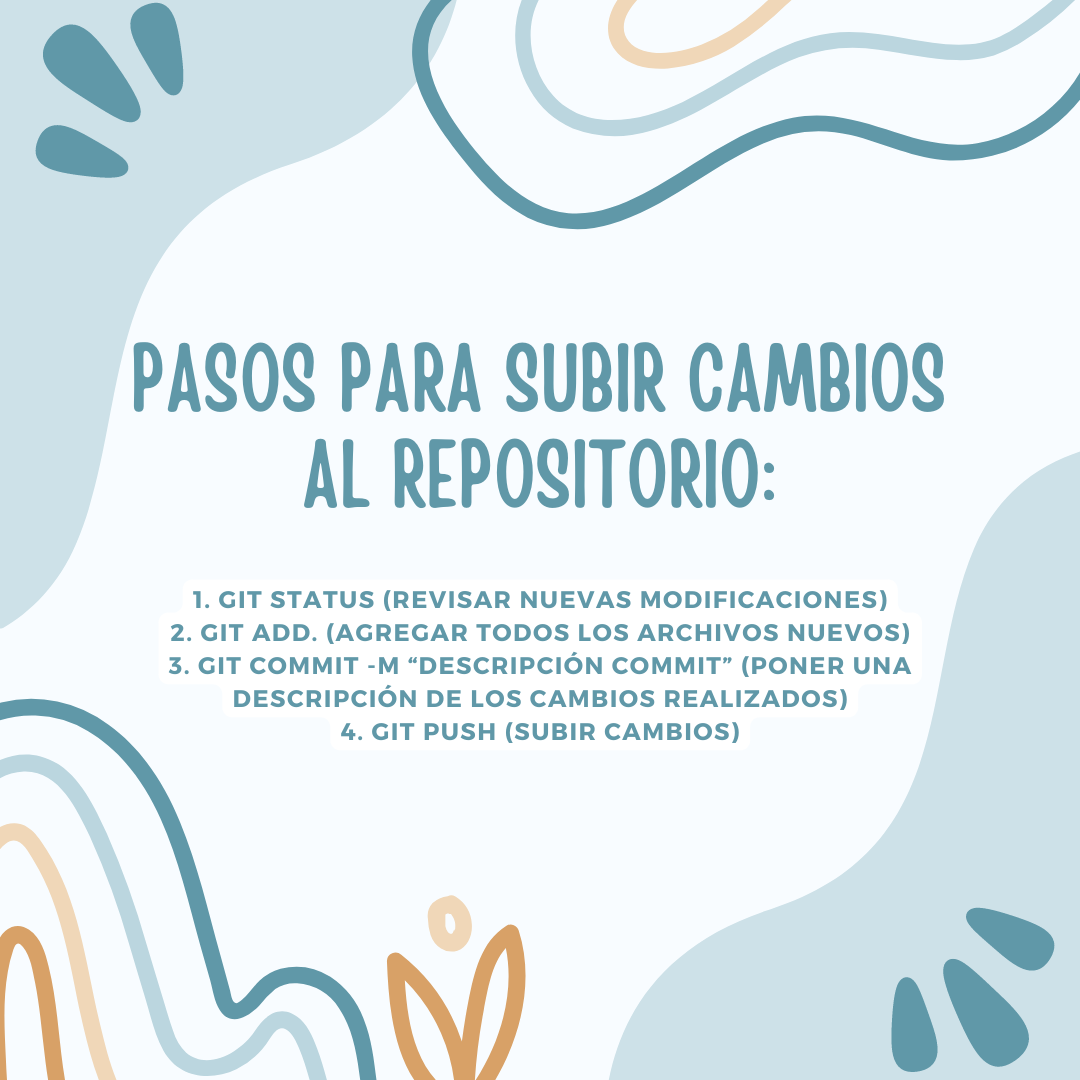 PASOS PARA SUBIR CAMBIOS
AL REPOSITORIO:
1. GIT STATUS (REVISAR NUEVAS MODIFICACIONES)
2. GIT ADD. (AGREGAR TODOS LOS ARCHIVOS NUEVOS)
3. GIT COMMIT -M “DESCRIPCIÓN COMMIT” (PONER UNA
DESCRIPCIÓN DE LOS CAMBIOS REALIZADOS)
4. GIT PUSH (SUBIR CAMBIOS)